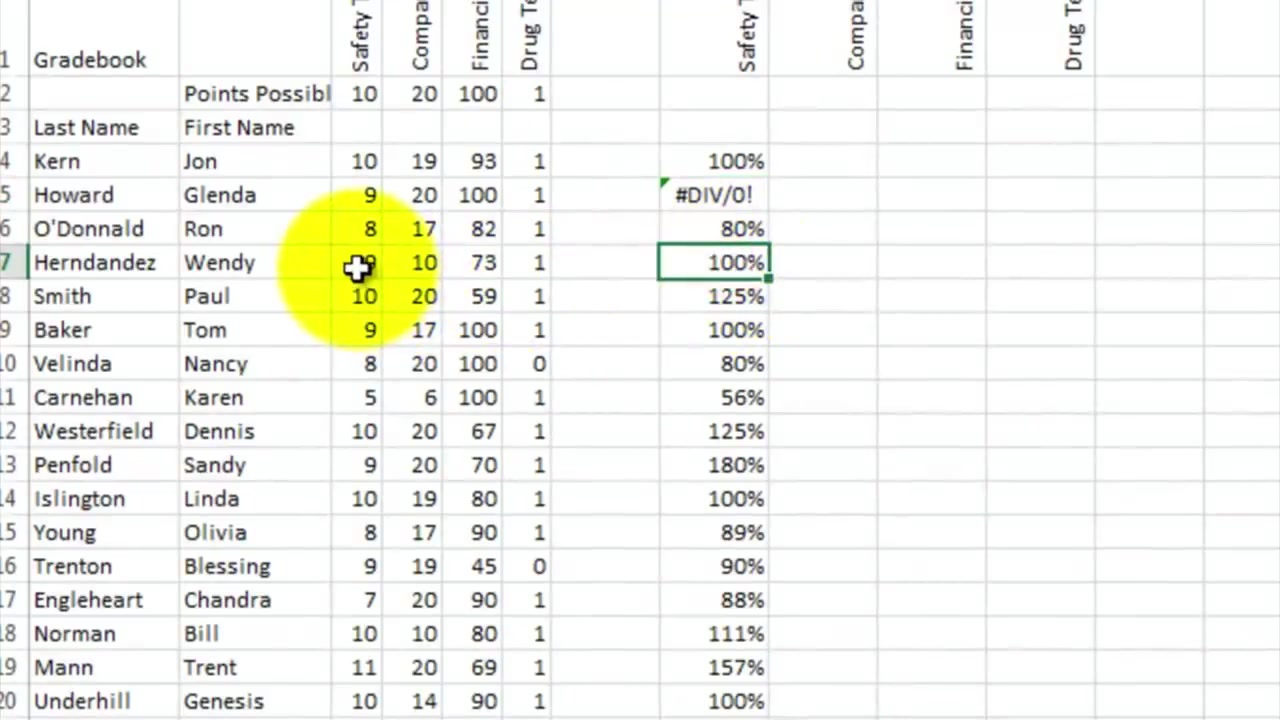 1 Gradebook Safety T Compa Financi Drug Te Safety T Compa Financi Drug Te
2 Points Possibl 10 20 100 1
3 Last Name First Name
4 Kern Jon 10 19 93 1 100%
5 Howard Glenda 9 20 100 1 #DIV/0!
6 O'Donnald Ron 8 17 82 1 80%
7 Herndandez Wendy 10 73 1 100%
8 Smith Paul 10 20 59 1 125%
9 Baker Tom 9 17 100 1 100%
10 Velinda Nancy 8 20 100 0 80%
11 Carnehan Karen 5 6 100 1 56%
12 Westerfield Dennis 10 20 67 1 125%
13 Penfold Sandy 9 20 70 1 180%
14 Islington Linda 10 19 80 1 100%
15 Young Olivia 8 17 90 1 89%
16 Trenton Blessing 9 19 45 0 90%
17 Engleheart Chandra 7 20 90 1 88%
18 Norman Bill 10 10 80 1 111%
19 Mann Trent 11 20 69 1 157%
20 Underhill Genesis 10 14 90 1 100%